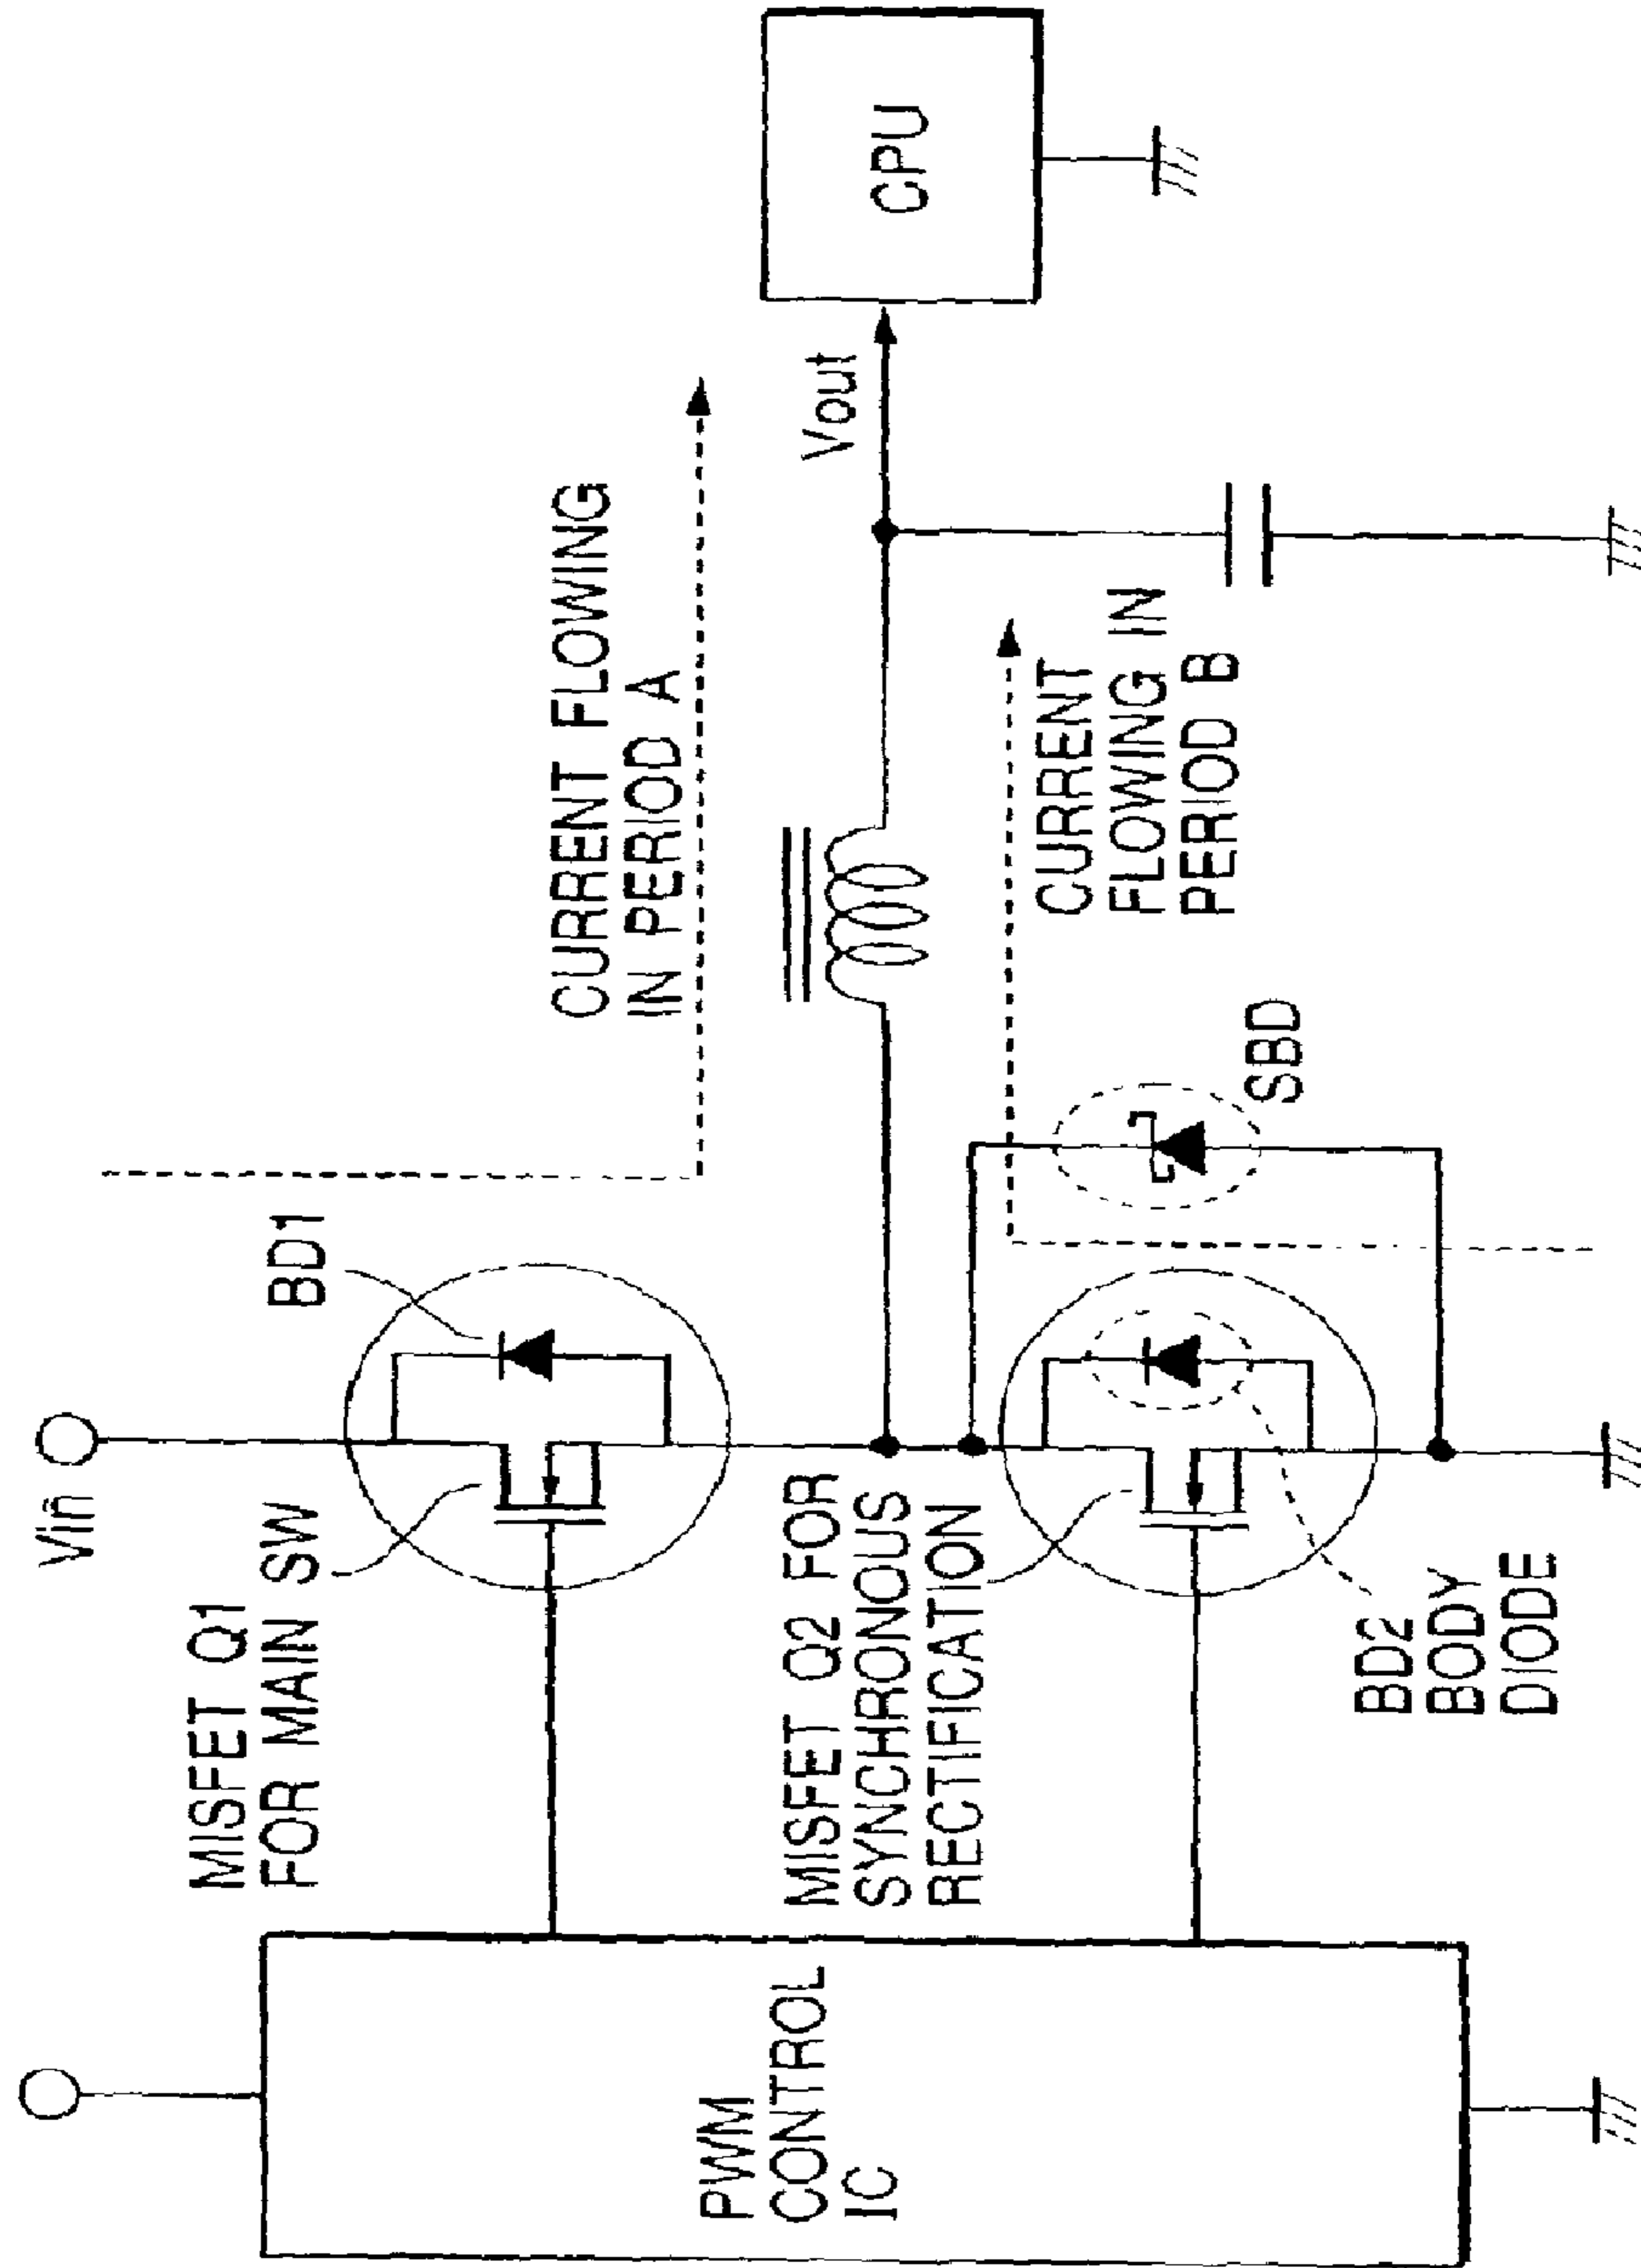 Vin
MISFET Q1
FOR MAIN SW
BD1
CURRENT FLOWING
IN PERIOD A
PWM
CONTROL
IC
MISFET Q2 FOR
SYNCHRONOUS
RECTIFICATION
Vout
CPU
CURRENT
FLOWING IN
PERIOD B
SBD
BD2
BODY
DIODE